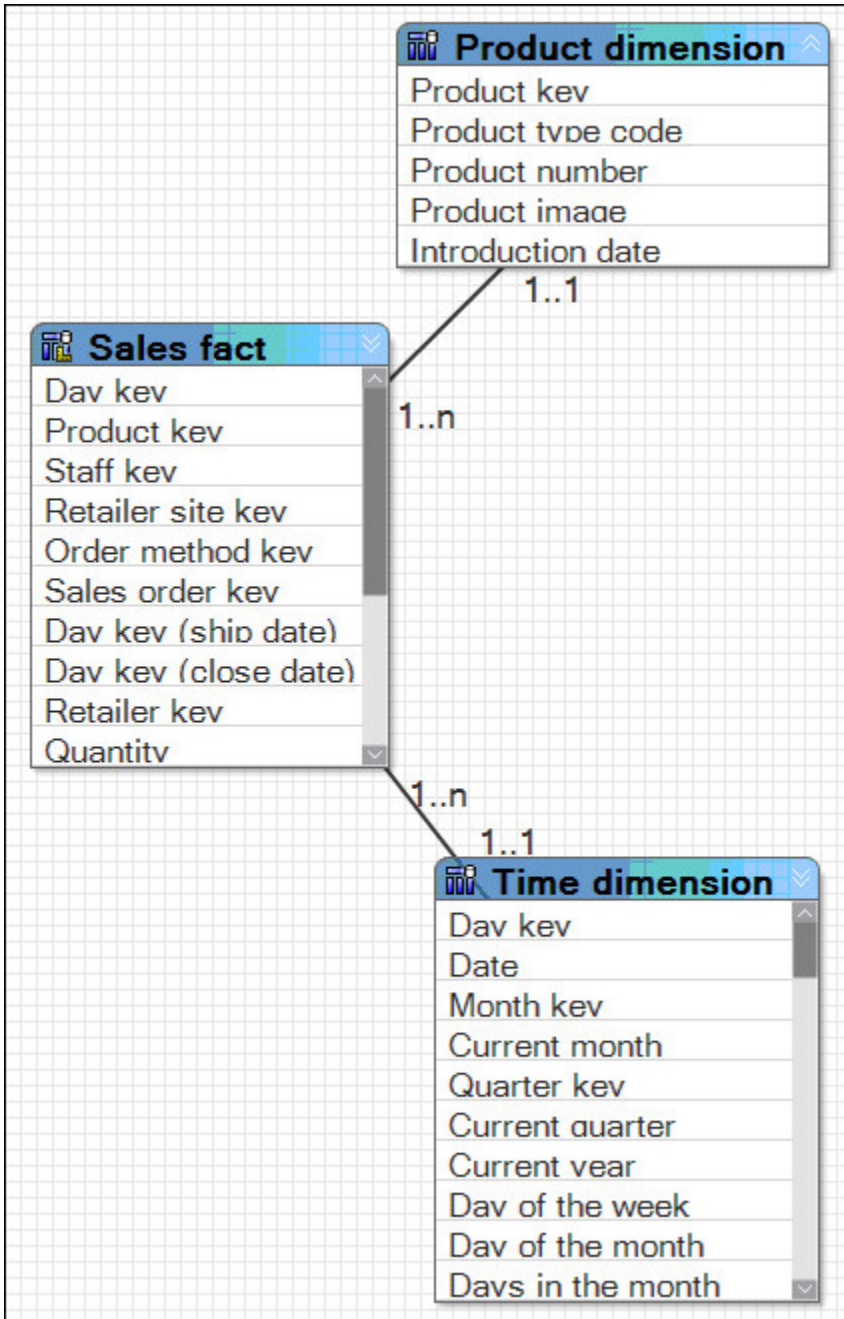 Product dimension
Product key
Product type code
Product number
Product image
Introduction date
1..1
Sales fact
Day key
Product key
Staff key
Retailer site key
Order method key
Sales order key
Day key (ship date)
Day key (close date)
Retailer key
Quantity
1..n
1..n
1..1
Time dimension
Day key
Date
Month key
Current month
Quarter key
Current quarter
Current year
Day of the week
Day of the month
Days in the month